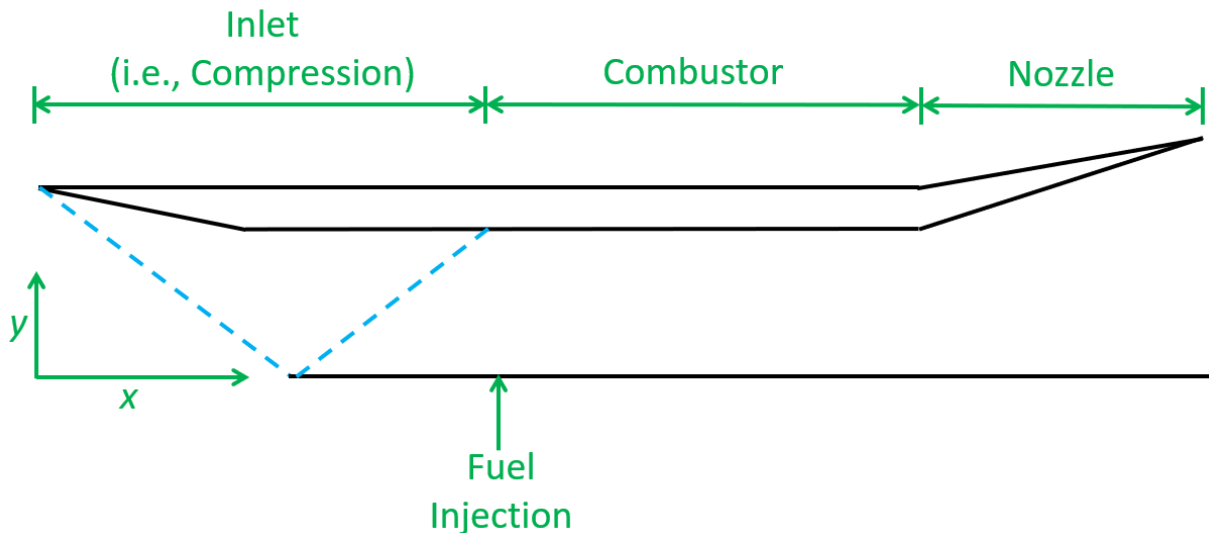 Inlet
(i.e., Compression)
Combustor
Nozzle
y
x
Fuel
Injection